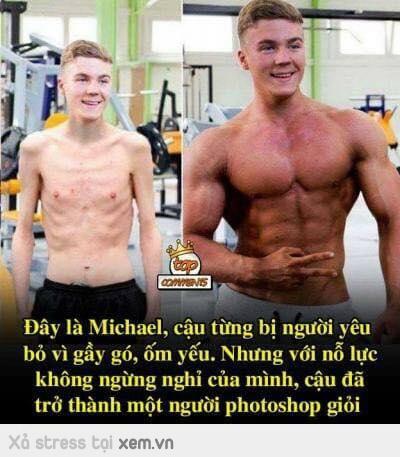 top
COMMENTS
Đây là Michael, cậu từng bị người yêu
bỏ vì gầy gó, ốm yếu. Nhưng với nỗ lực
không ngừng nghỉ của mình, cậu đã
trở thành một người photoshop giỏi
Xả stress tại xem.vn